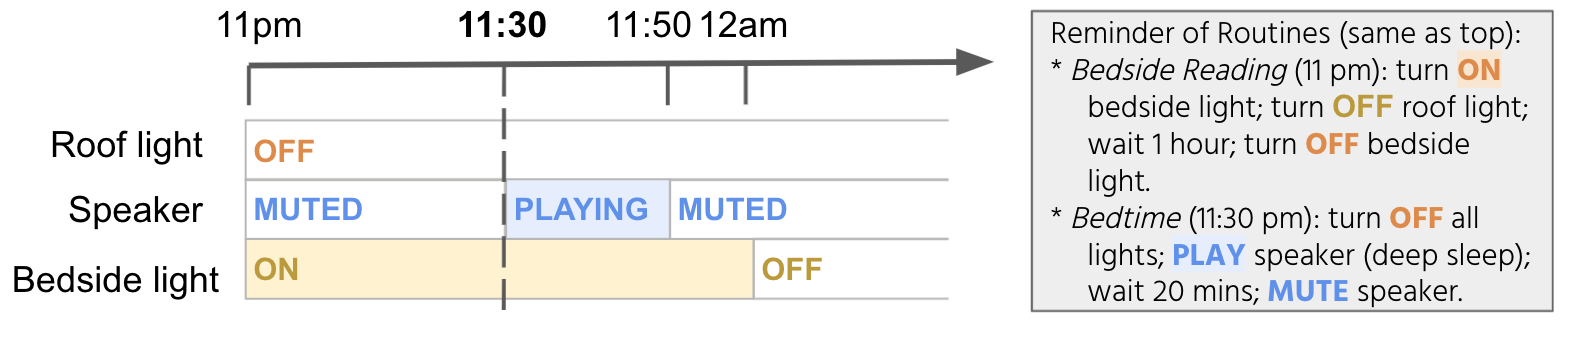 11pm 11:30 11:50 12am
Roof light OFF
Speaker MUTED PLAYING MUTED
Bedside light ON OFF
Reminder of Routines (same as top):
* Bedside Reading (11 pm): turn ON
bedside light; turn OFF roof light;
wait 1 hour; turn OFF bedside
light.
* Bedtime (11:30 pm): turn OFF all
lights; PLAY speaker (deep sleep);
wait 20 mins; MUTE speaker.